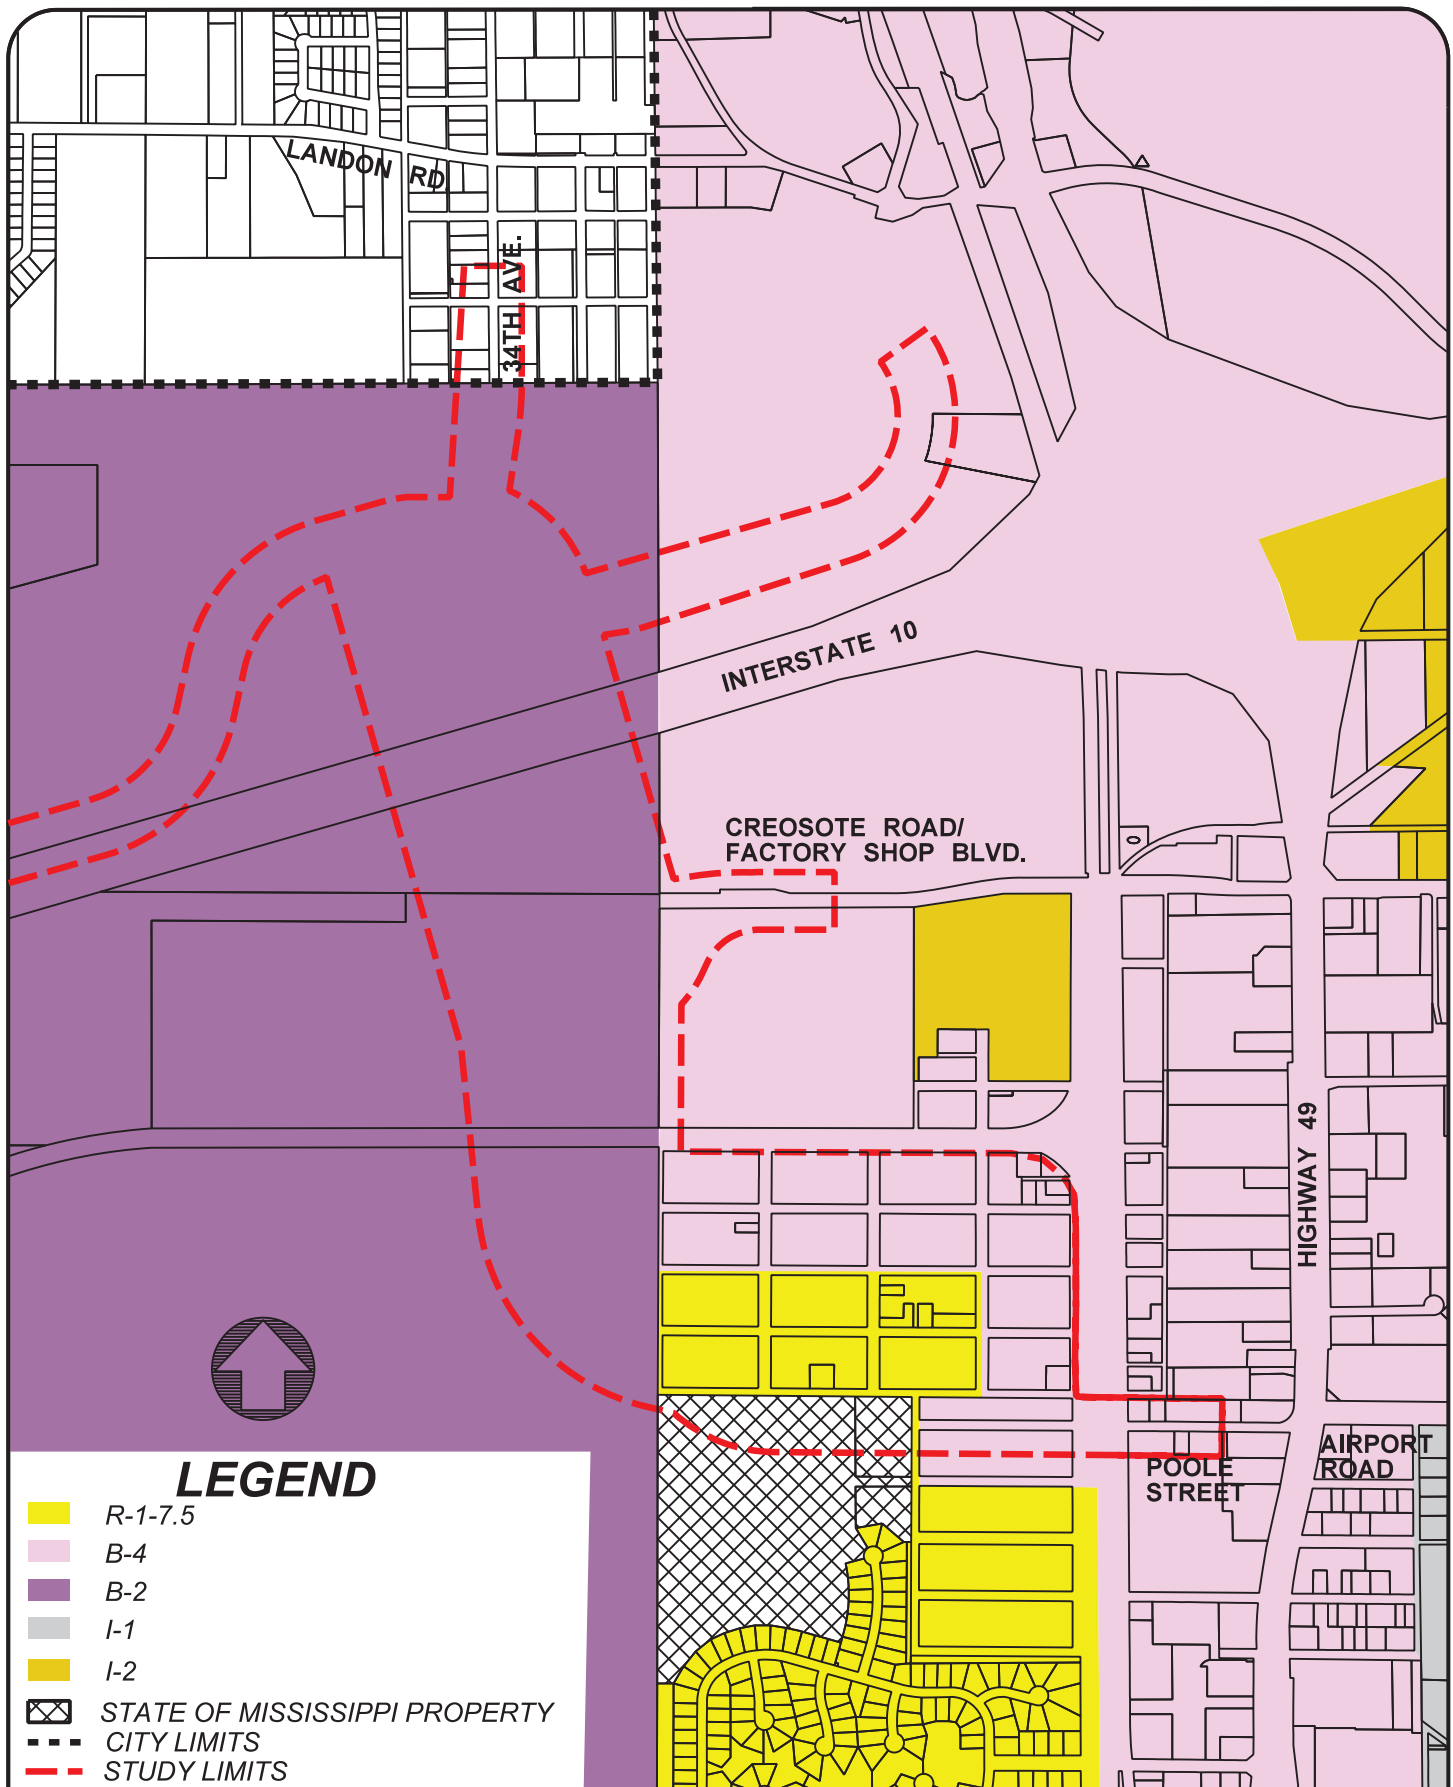 LANDON RD
34TH AVE.
INTERSTATE 10
CREOSOTE ROAD/
FACTORY SHOP BLVD.
HIGHWAY 49
AIRPORT
ROAD
POOLE
STREET
LEGEND
R-1-7.5
B-4
B-2
I-1
I-2
STATE OF MISSISSIPPI PROPERTY
CITY LIMITS
STUDY LIMITS